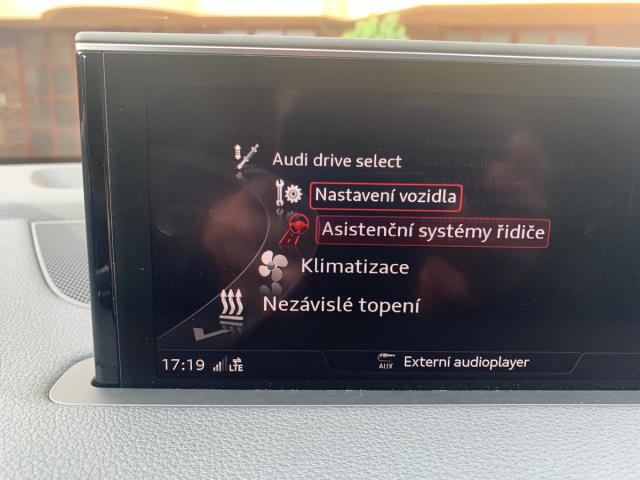 Audi drive select
Nastavení vozidla
Asistenční systémy řidiče
Klimatizace
Nezávislé topení
17:19 LTE
AUX Externí audioplayer